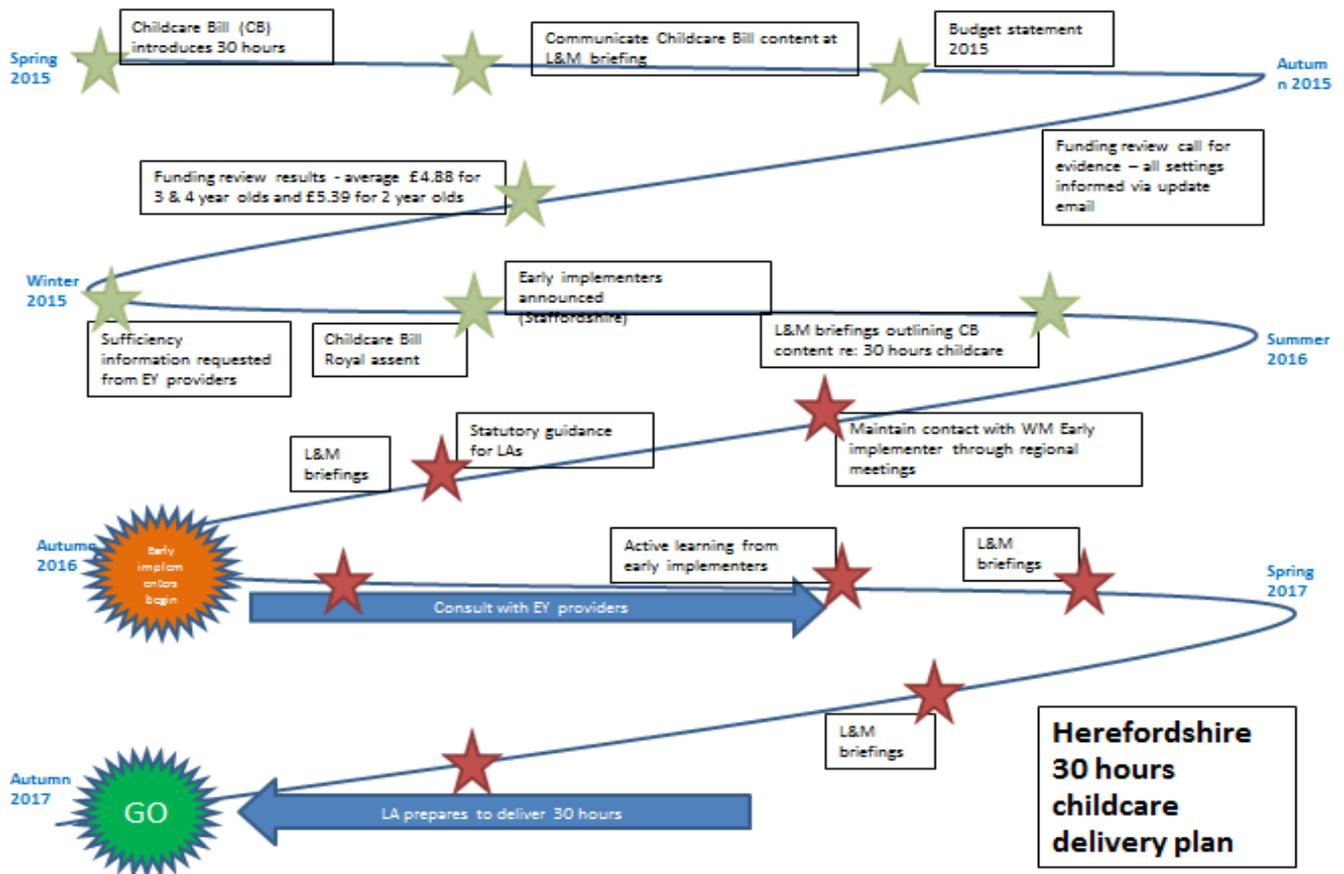 Spring
2015
Childcare Bill (CB)
introduces 30 hours
Communicate Childcare Bill content at
L&M briefing
Budget statement
2015
Autum
n 2015
Funding review call for
evidence – all settings
informed via update
email
Funding review results - average £4.88 for
3 & 4 year olds and £5.39 for 2 year olds
Winter
2015
Sufficiency
information requested
from EY providers
Childcare Bill
Royal assent
Early implementers
announced
(Staffordshire)
L&M briefings outlining CB
content re: 30 hours childcare
Summer
2016
Maintain contact with WM Early
implementer through regional
meetings
Statutory guidance
for LAs
L&M
briefings
Autumn
2016
Early
implem
enters
begin
Consult with EY providers
Active learning from
early implementers
L&M
briefings
Spring
2017
L&M
briefings
LA prepares to deliver 30 hours
Autumn
2017
GO
Herefordshire
30 hours
childcare
delivery plan